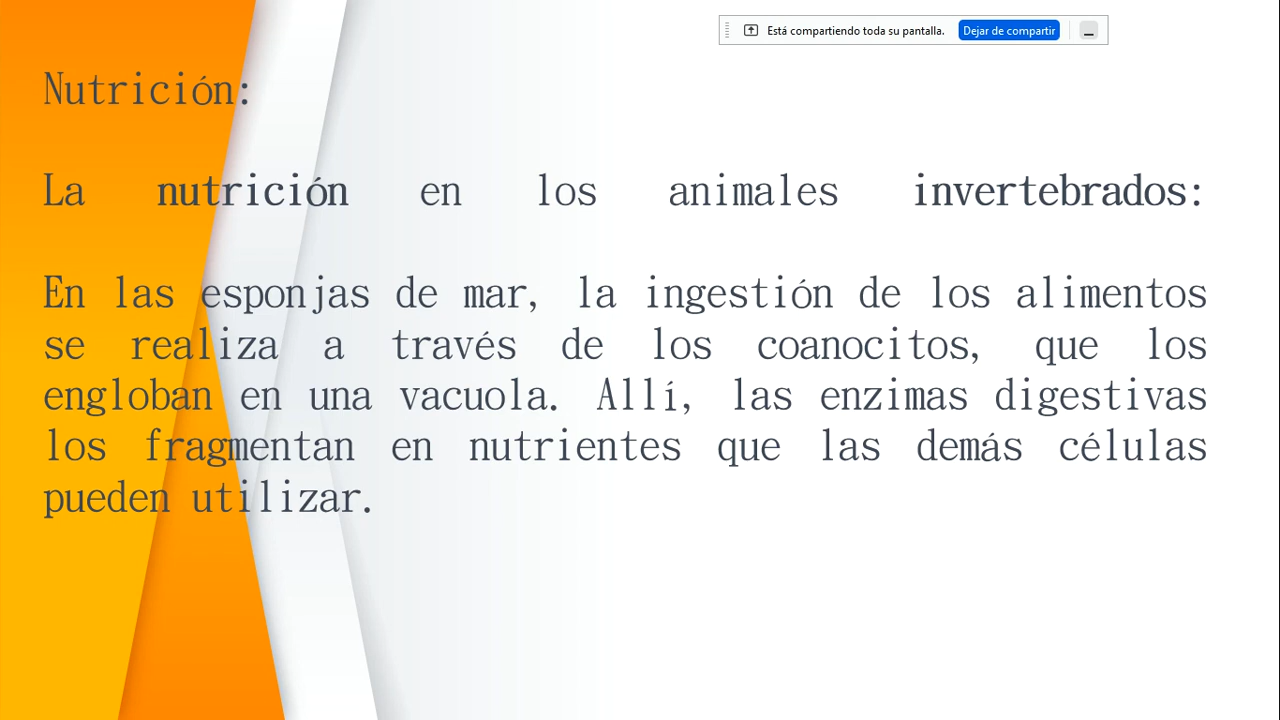 Está compartiendo toda su pantalla. Dejar de compartir
Nutrición:
La nutrición en los animales invertebrados:
En las esponjas de mar, la ingestión de los alimentos
se realiza a través de los coanocitos, que los
engloban en una vacuola. Allí, las enzimas digestivas
los fragmentan en nutrientes que las demás células
pueden utilizar.